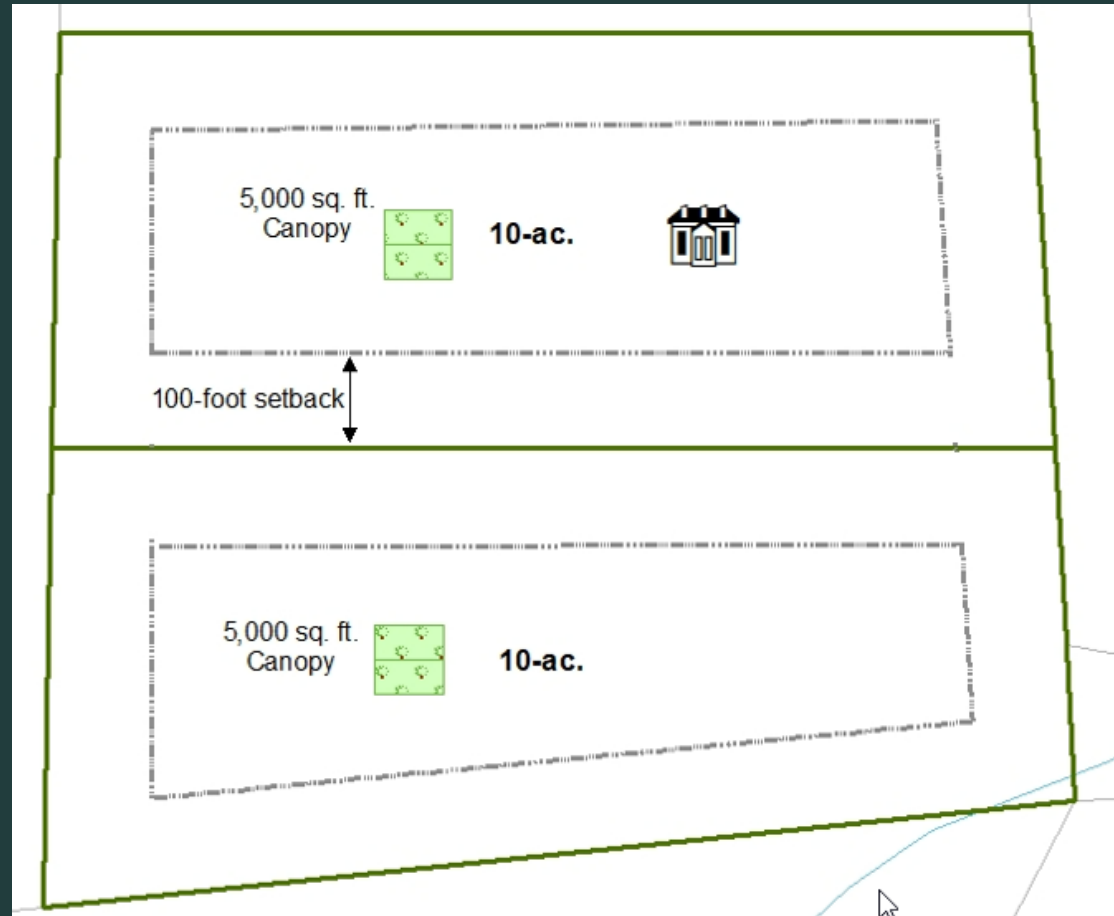 5,000 sq. ft.
Canopy
10-ac.
100-foot setback
5,000 sq. ft.
Canopy
10-ac.